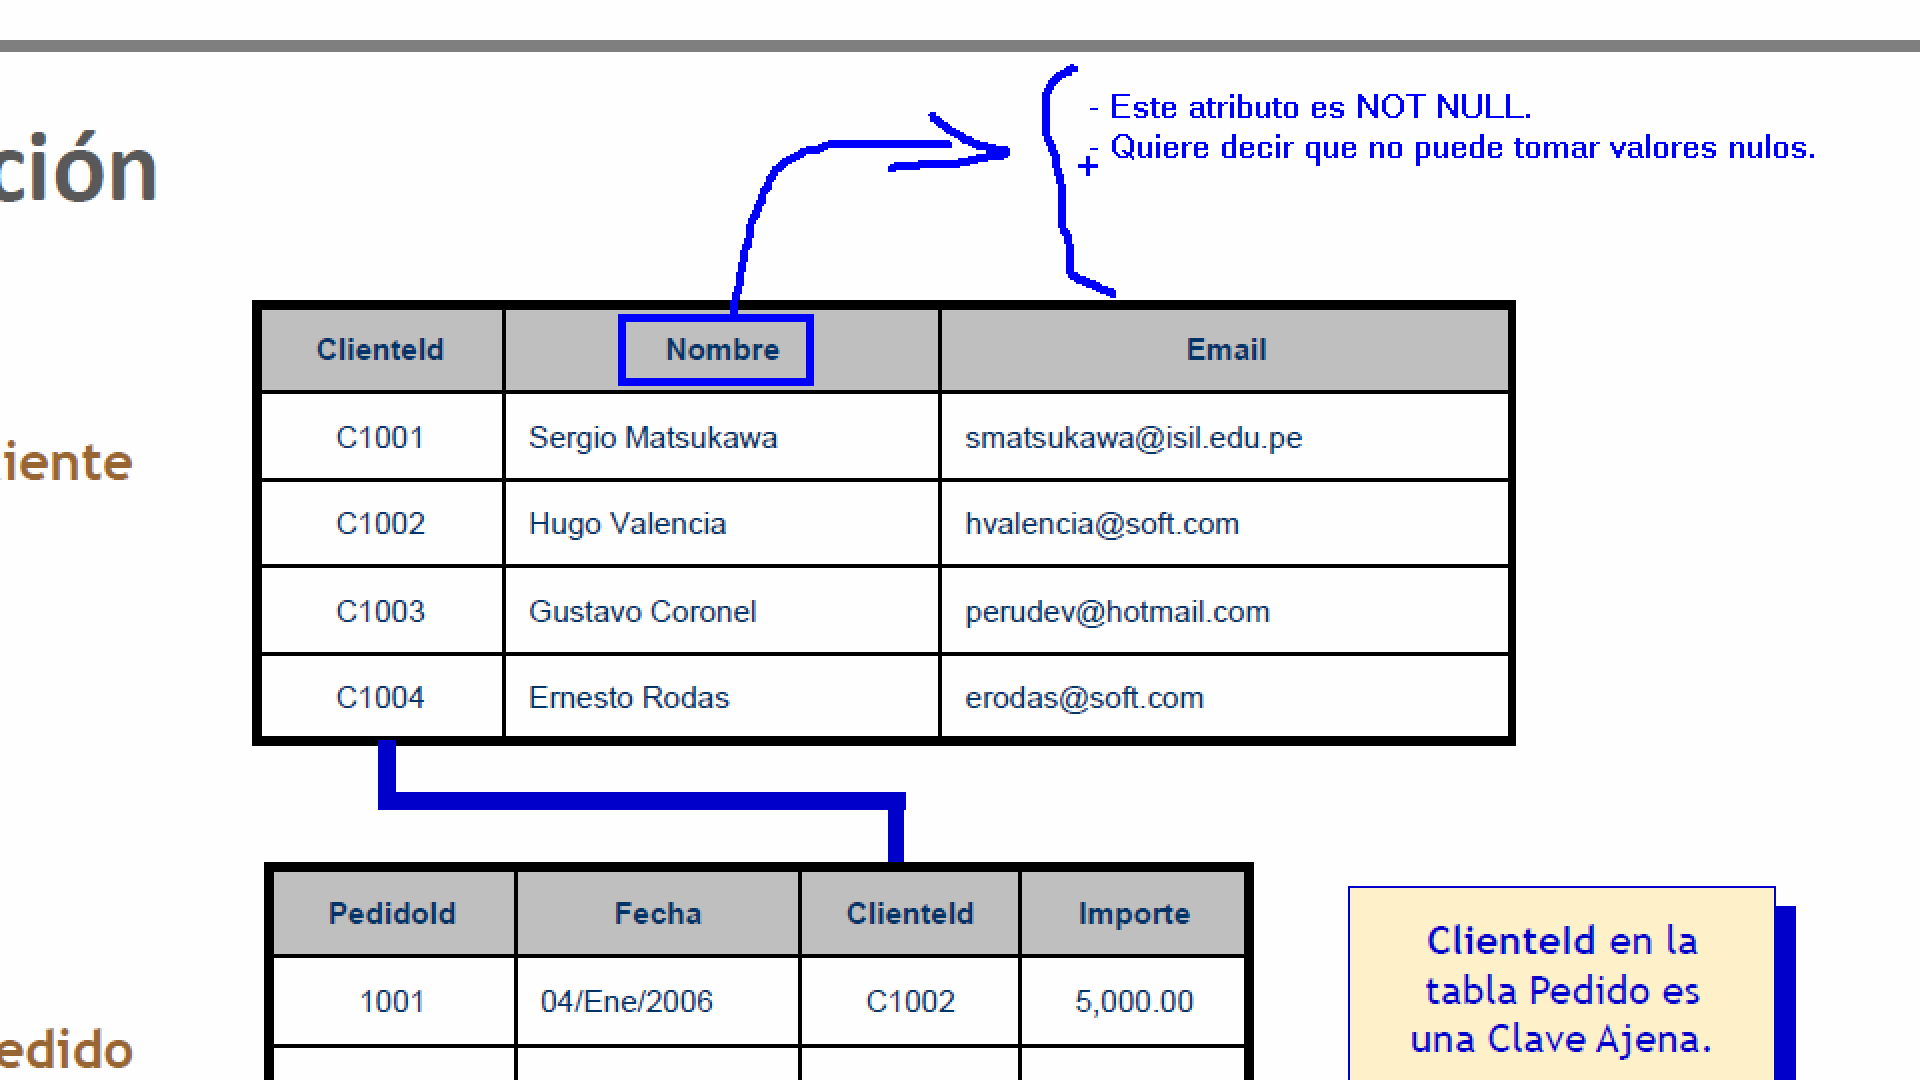 - Este atributo es NOT NULL.
- Quiere decir que no puede tomar valores nulos.
ción
ClienteId Nombre Email
C1001 Sergio Matsukawa smatsukawa@isil.edu.pe
iente
C1002 Hugo Valencia hvalencia@soft.com
C1003 Gustavo Coronel perudev@hotmail.com
C1004 Ernesto Rodas erodas@soft.com
PedidoId Fecha ClienteId Importe
1001 04/Ene/2006 C1002 5,000.00
edido
ClienteId en la
tabla Pedido es
una Clave Ajena.